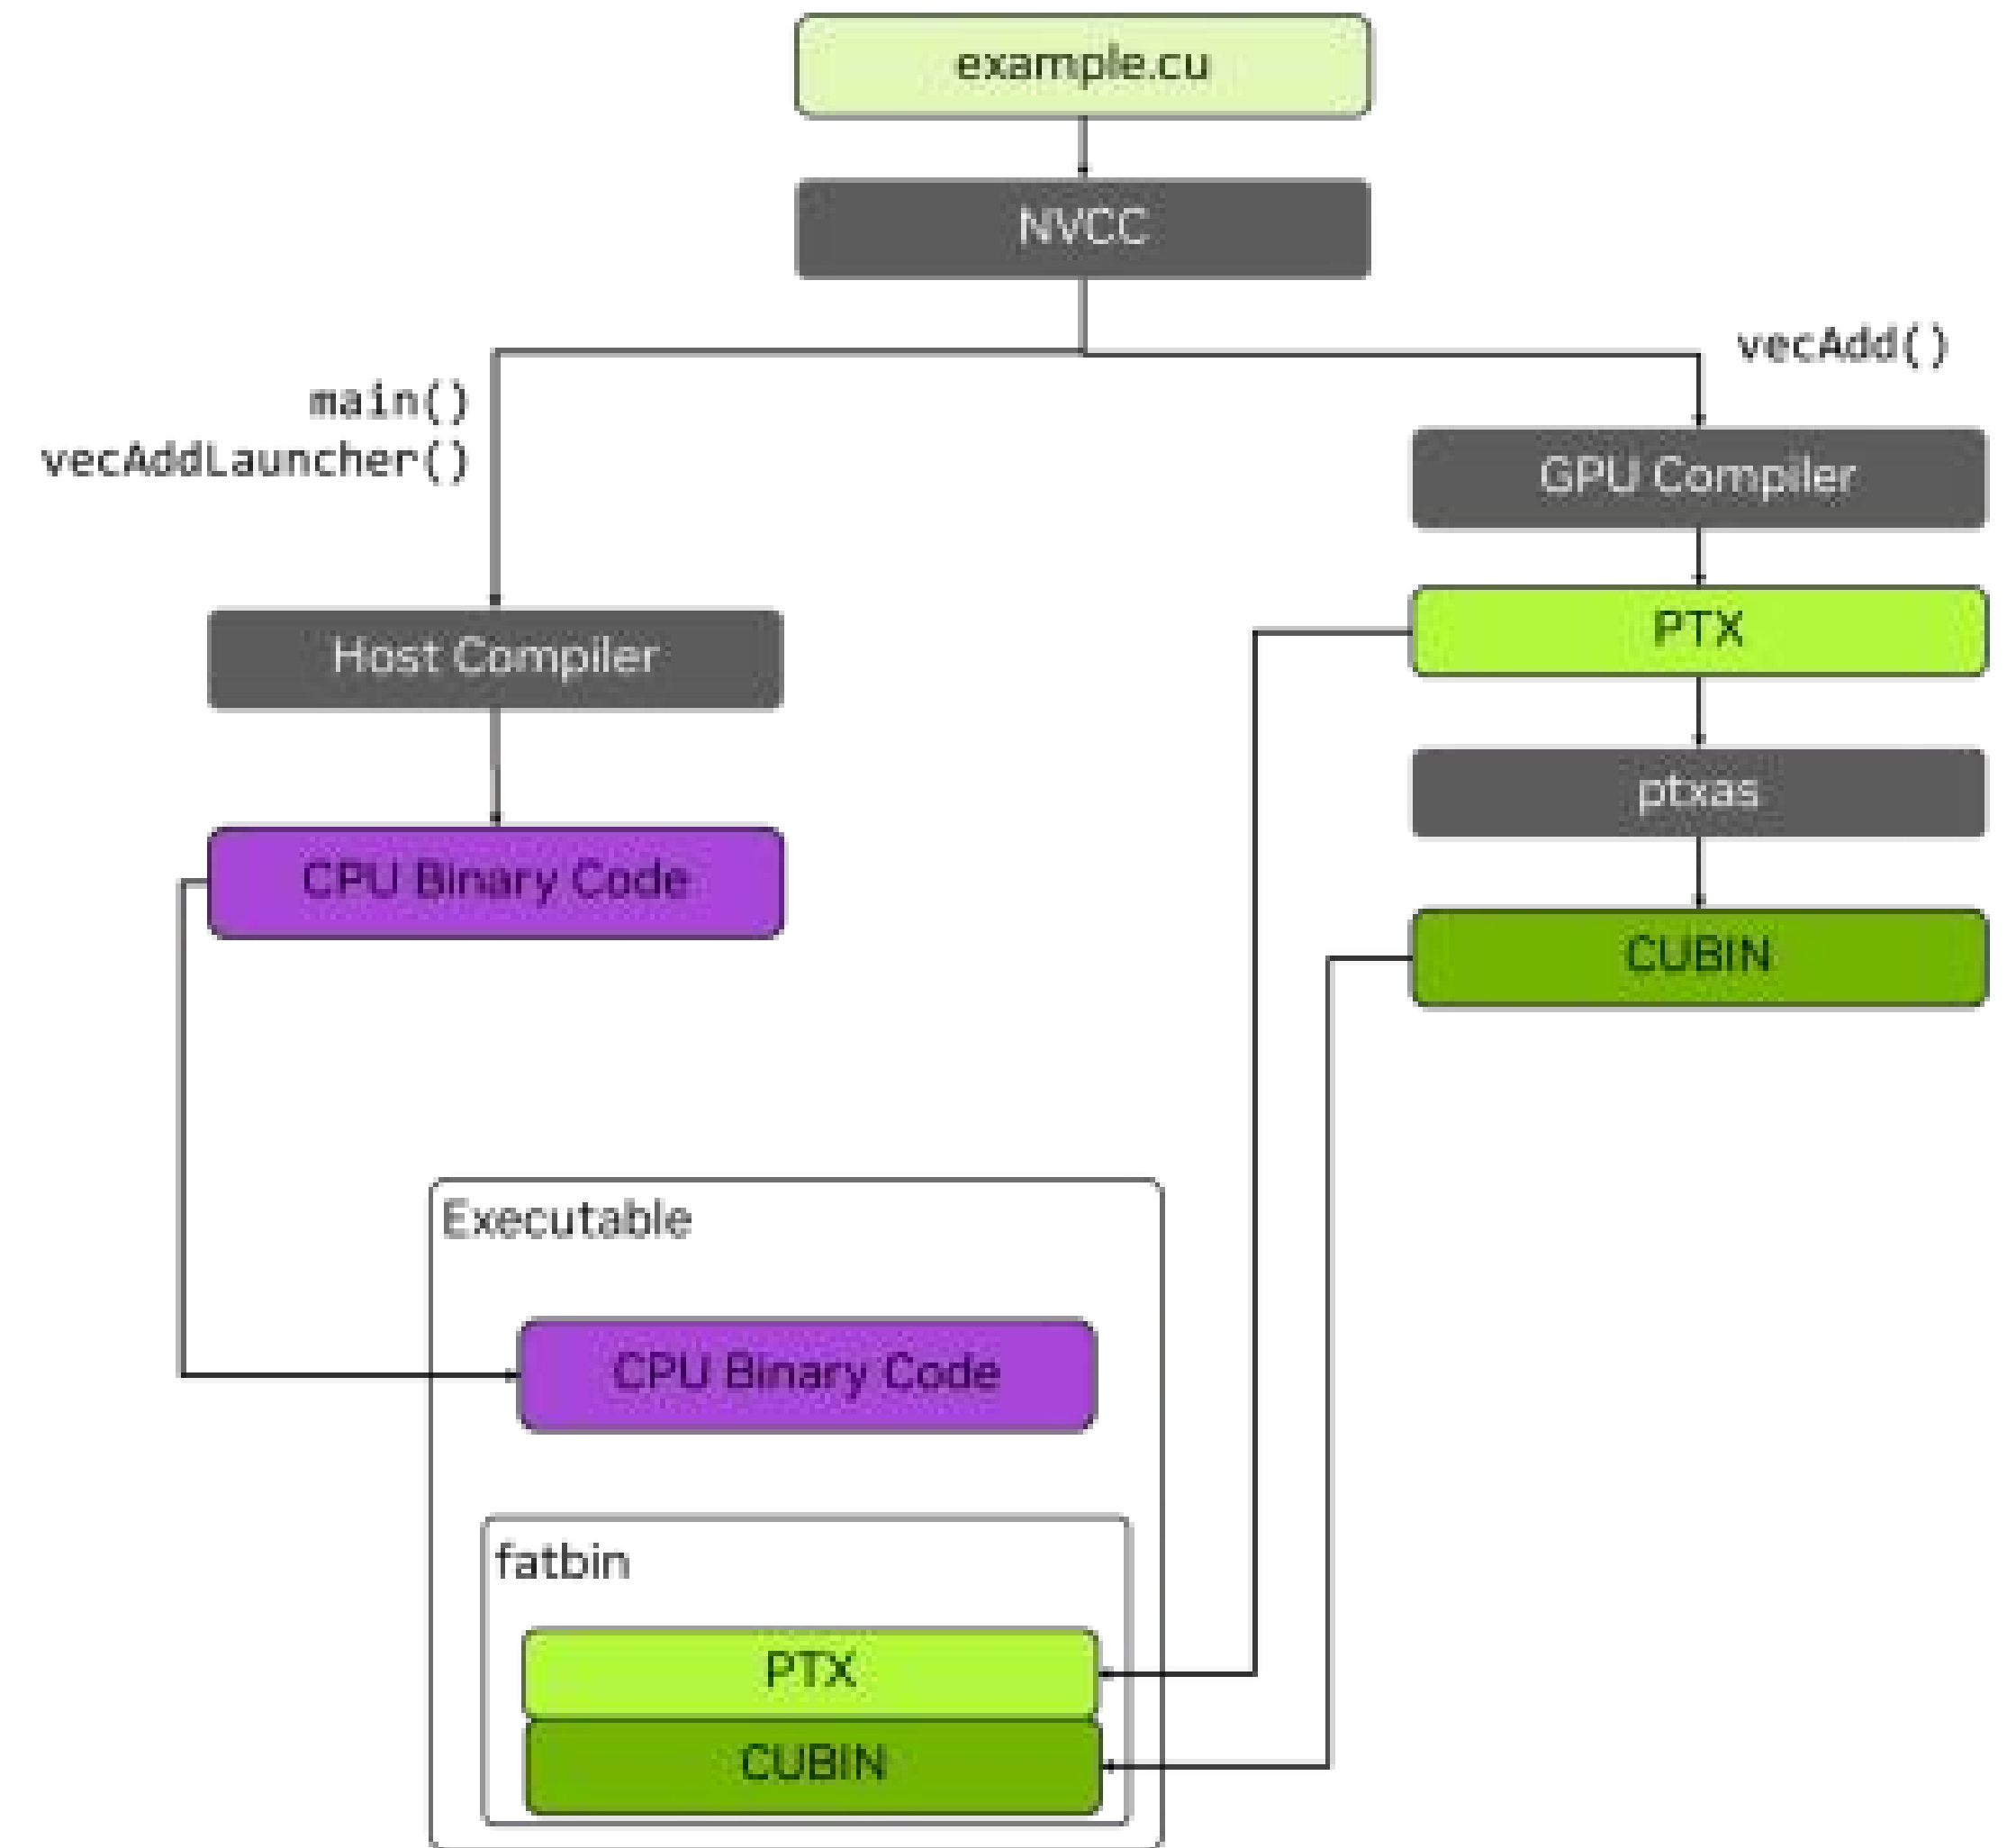 example.cu
NVCC
vecAdd()
main()
vecAddLauncher()
GPU Compiler
PTX
Host Compiler
ptxas
CPU Binary Code
CUBIN
Executable
CPU Binary Code
fatbin
PTX
CUBIN